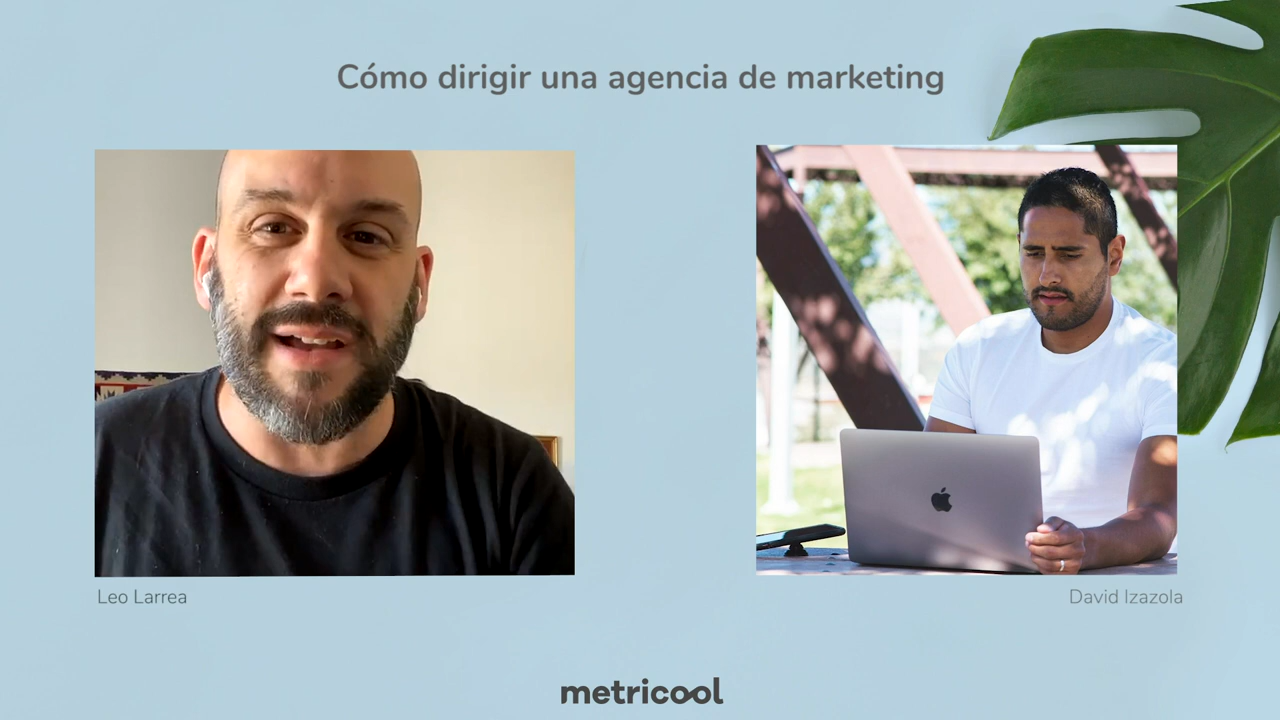 Cómo dirigir una agencia de marketing
Leo Larrea
David Izazola
metricool